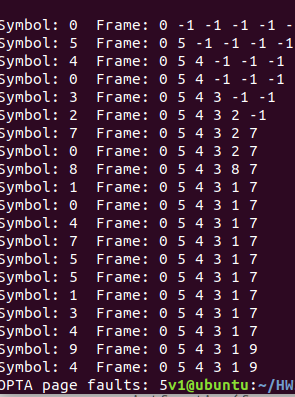 Symbol: 0 Frame: 0 -1 -1 -1 -1 -
Symbol: 5 Frame: 0 5 -1 -1 -1 -1
Symbol: 4 Frame: 0 5 4 -1 -1 -1
Symbol: 0 Frame: 0 5 4 -1 -1 -1
Symbol: 3 Frame: 0 5 4 3 -1 -1
Symbol: 2 Frame: 0 5 4 3 2 -1
Symbol: 7 Frame: 0 5 4 3 2 7
Symbol: 0 Frame: 0 5 4 3 2 7
Symbol: 8 Frame: 0 5 4 3 8 7
Symbol: 1 Frame: 0 5 4 3 1 7
Symbol: 0 Frame: 0 5 4 3 1 7
Symbol: 4 Frame: 0 5 4 3 1 7
Symbol: 7 Frame: 0 5 4 3 1 7
Symbol: 5 Frame: 0 5 4 3 1 7
Symbol: 5 Frame: 0 5 4 3 1 7
Symbol: 1 Frame: 0 5 4 3 1 7
Symbol: 3 Frame: 0 5 4 3 1 7
Symbol: 4 Frame: 0 5 4 3 1 7
Symbol: 9 Frame: 0 5 4 3 1 9
Symbol: 4 Frame: 0 5 4 3 1 9
OPTA page faults: 5v1@ubuntu:~/HW